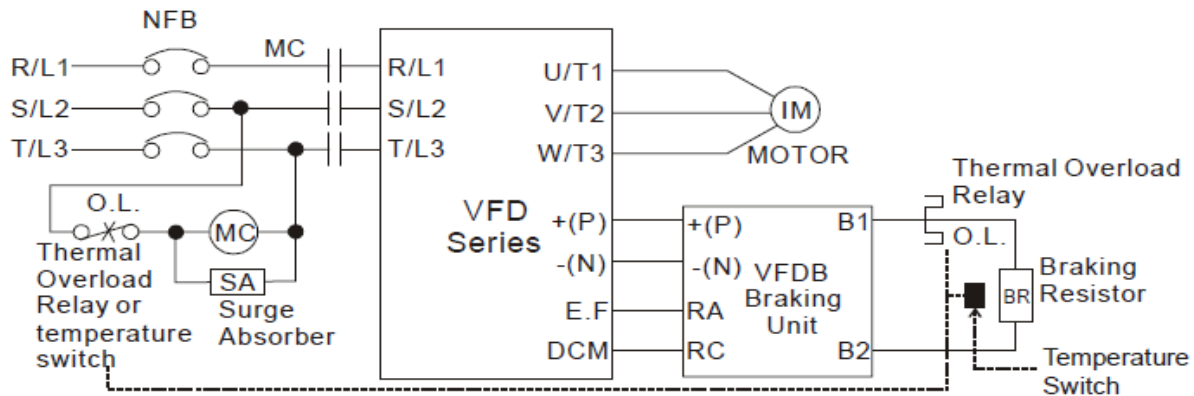 NFB
MC
R/L1
S/L2
T/L3
R/L1
S/L2
T/L3
O.L.
Thermal
Overload
Relay or
temperature
switch
MC
SA
Surge
Absorber
VFD
Series
U/T1
V/T2
W/T3
+(P)
-(N)
E.F
DCM
IM
MOTOR
+(P)
-(N)
RA
RC
VFDB
Braking
Unit
B1
B2
Thermal Overload
Relay
O.L.
BR
Braking
Resistor
Temperature
Switch